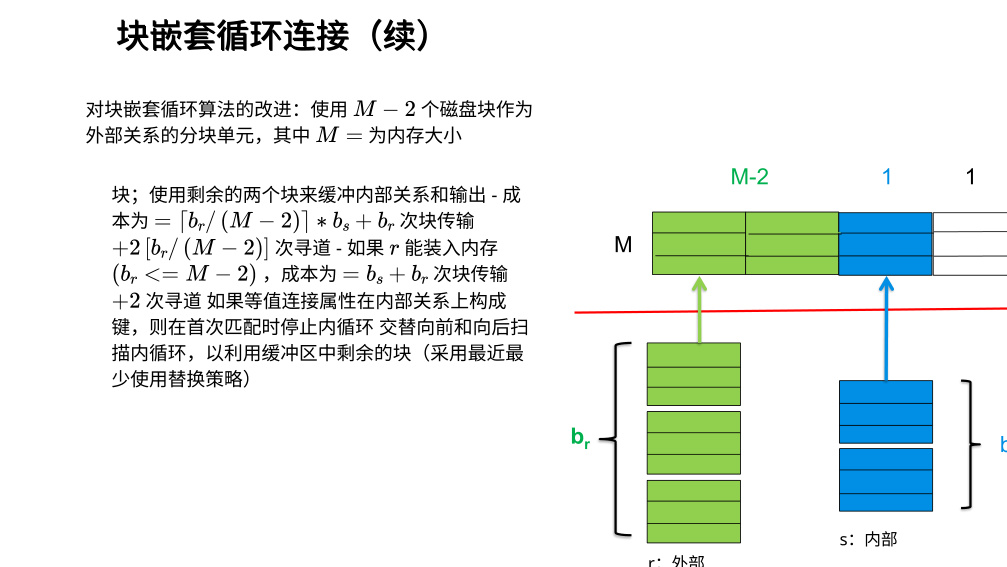 块嵌套循环连接（续）
对块嵌套循环算法的改进：使用 M − 2 个磁盘块作为
外部关系的分块单元，其中 M = 为内存大小
块；使用剩余的两个块来缓冲内部关系和输出 - 成
本为 = ⌈b_r / (M − 2)⌉ ∗ b_s + b_r 次块传输
+2 [b_r / (M − 2)] 次寻道 - 如果 r 能装入内存
(b_r <= M − 2) ，成本为 = b_s + b_r 次块传输
+2 次寻道 如果等值连接属性在内部关系上构成
键，则在首次匹配时停止内循环 交替向前和向后扫
描内循环，以利用缓冲区中剩余的块（采用最近最
少使用替换策略）
M-2 1 1
M
b_r
b
s：内部
r：外部